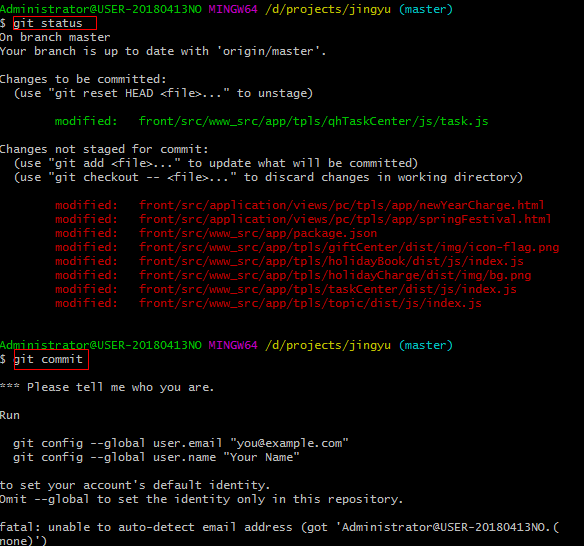 Administrator@USER-20180413NO MINGW64 /d/projects/jingyu (master)
$ git status
On branch master
Your branch is up to date with 'origin/master'.
Changes to be committed:
(use "git reset HEAD <file>..." to unstage)
modified: front/src/www_src/app/tpls/qhTaskCenter/js/task.js
Changes not staged for commit:
(use "git add <file>..." to update what will be committed)
(use "git checkout -- <file>..." to discard changes in working directory)
modified: front/src/application/views/pc/tpls/app/newYearCharge.html
modified: front/src/application/views/pc/tpls/app/springFestival.html
modified: front/src/www_src/app/package.json
modified: front/src/www_src/app/tpls/giftCenter/dist/img/icon-flag.png
modified: front/src/www_src/app/tpls/holidayBook/dist/js/index.js
modified: front/src/www_src/app/tpls/holidayCharge/dist/img/bg.png
modified: front/src/www_src/app/tpls/taskCenter/dist/js/index.js
modified: front/src/www_src/app/tpls/topic/dist/js/index.js
Administrator@USER-20180413NO MINGW64 /d/projects/jingyu (master)
$ git commit
*** Please tell me who you are.
Run
git config --global user.email "you@example.com"
git config --global user.name "Your Name"
to set your account's default identity.
Omit --global to set the identity only in this repository.
fatal: unable to auto-detect email address (got 'Administrator@USER-20180413NO.(
none)')